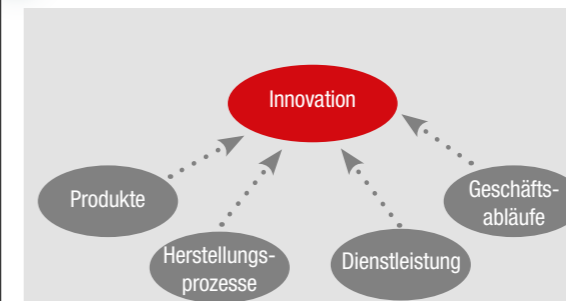 Innovation
Produkte
Herstellungs-
prozesse
Dienstleistung
Geschäfts-
abläufe